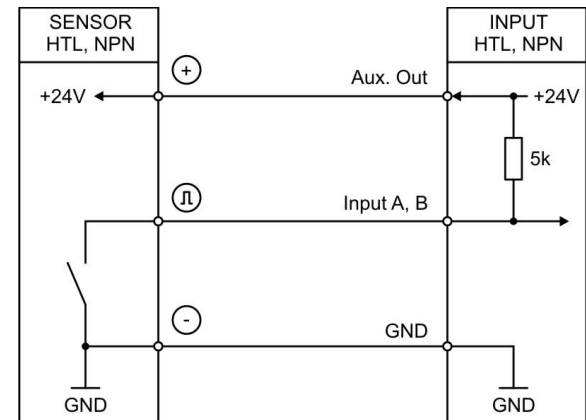 SENSOR
HTL, NPN
INPUT
HTL, NPN
+
Aux. Out
+24V
+24V
5k
Input A, B
-
GND
GND
GND